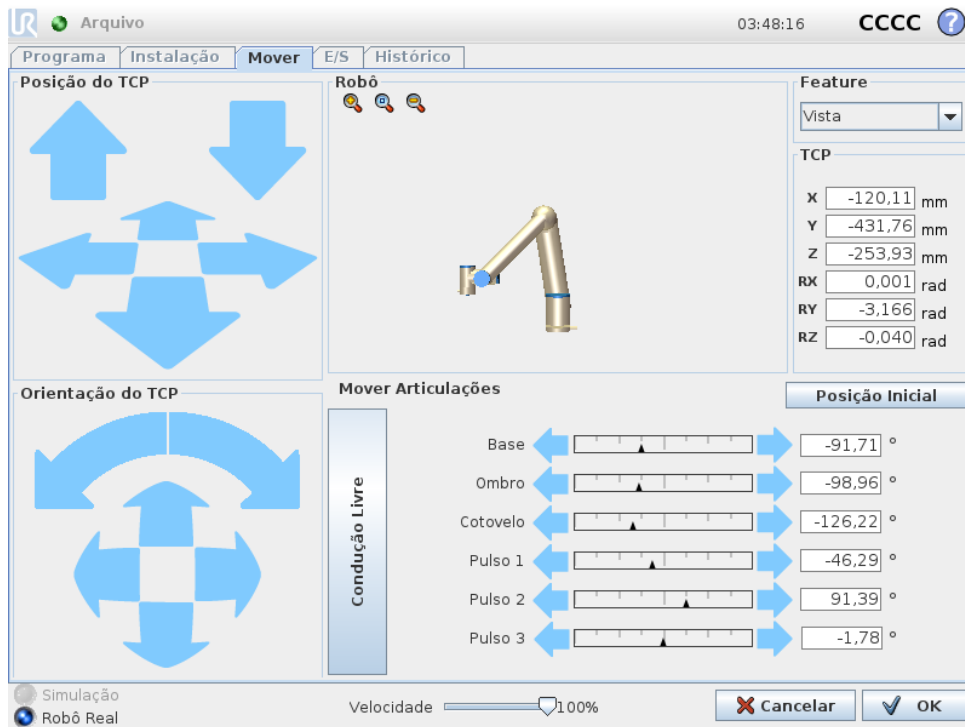 UR Arquivo 03:48:16 CCCC ?
Programa Instalação Mover E/S Histórico
Posição do TCP
Robô
Feature
Vista
TCP
X -120,11 mm
Y -431,76 mm
Z -253,93 mm
RX 0,001 rad
RY -3,166 rad
RZ -0,040 rad
Orientação do TCP
Mover Articulações
Posição Inicial
Condução Livre
Base -91,71 °
Ombro -98,96 °
Cotovelo -126,22 °
Pulso 1 -46,29 °
Pulso 2 91,39 °
Pulso 3 -1,78 °
Simulação
Robô Real
Velocidade 100%
Cancelar
OK